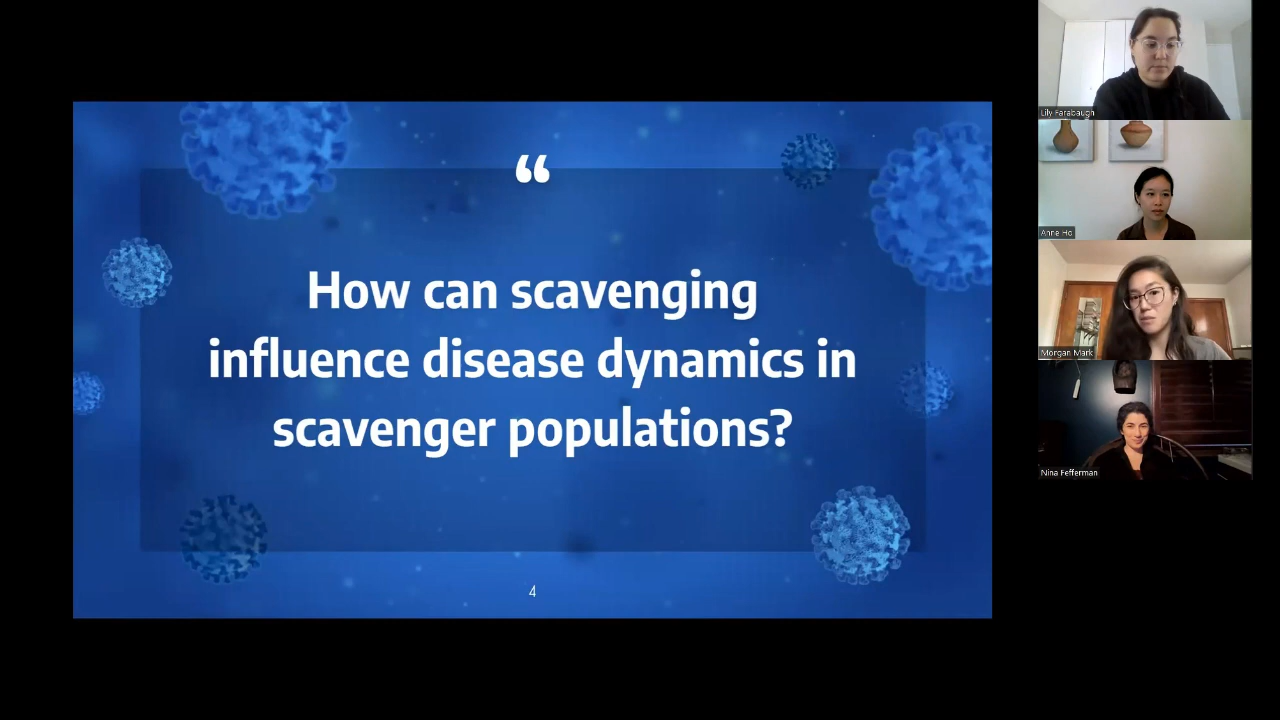 “
How can scavenging
influence disease dynamics in
scavenger populations?
4
Lily Farabaugh
Anne Ho
Morgan Mark
Nina Fefferman